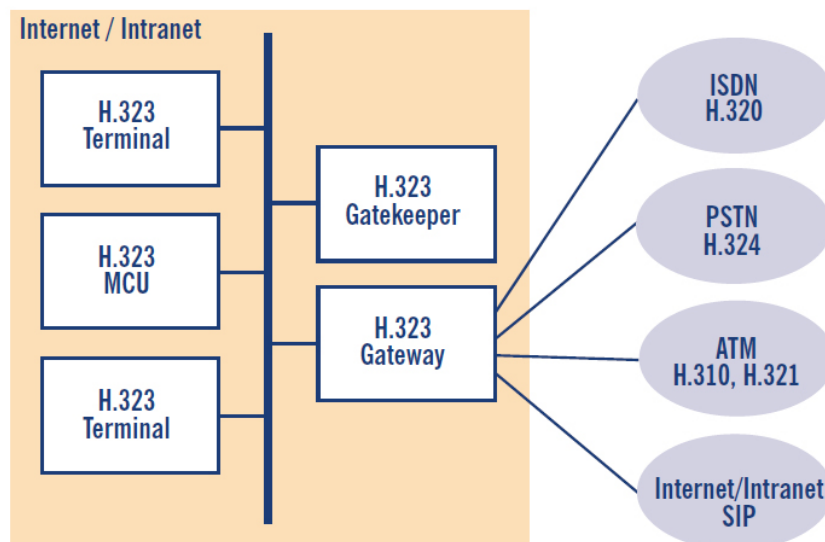 Internet / Intranet
H.323
Terminal
H.323
MCU
H.323
Terminal
H.323
Gatekeeper
H.323
Gateway
ISDN
H.320
PSTN
H.324
ATM
H.310, H.321
Internet/Intranet
SIP